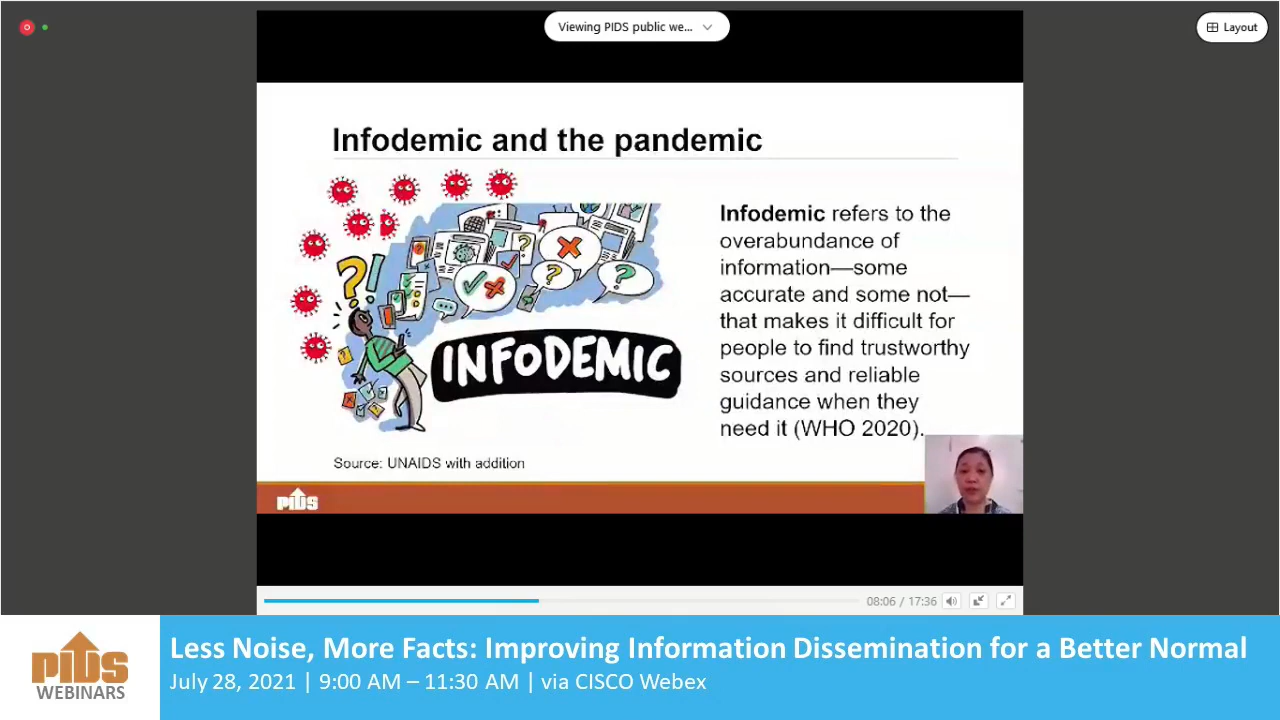 Viewing PIDS public we...
Layout
Infodemic and the pandemic
INFODEMIC
Infodemic refers to the
overabundance of
information—some
accurate and some not—
that makes it difficult for
people to find trustworthy
sources and reliable
guidance when they
need it (WHO 2020).
Source: UNAIDS with addition
PIDS
08:06 / 17:36
PIDS
WEBINARS
Less Noise, More Facts: Improving Information Dissemination for a Better Normal
July 28, 2021 | 9:00 AM – 11:30 AM | via CISCO Webex